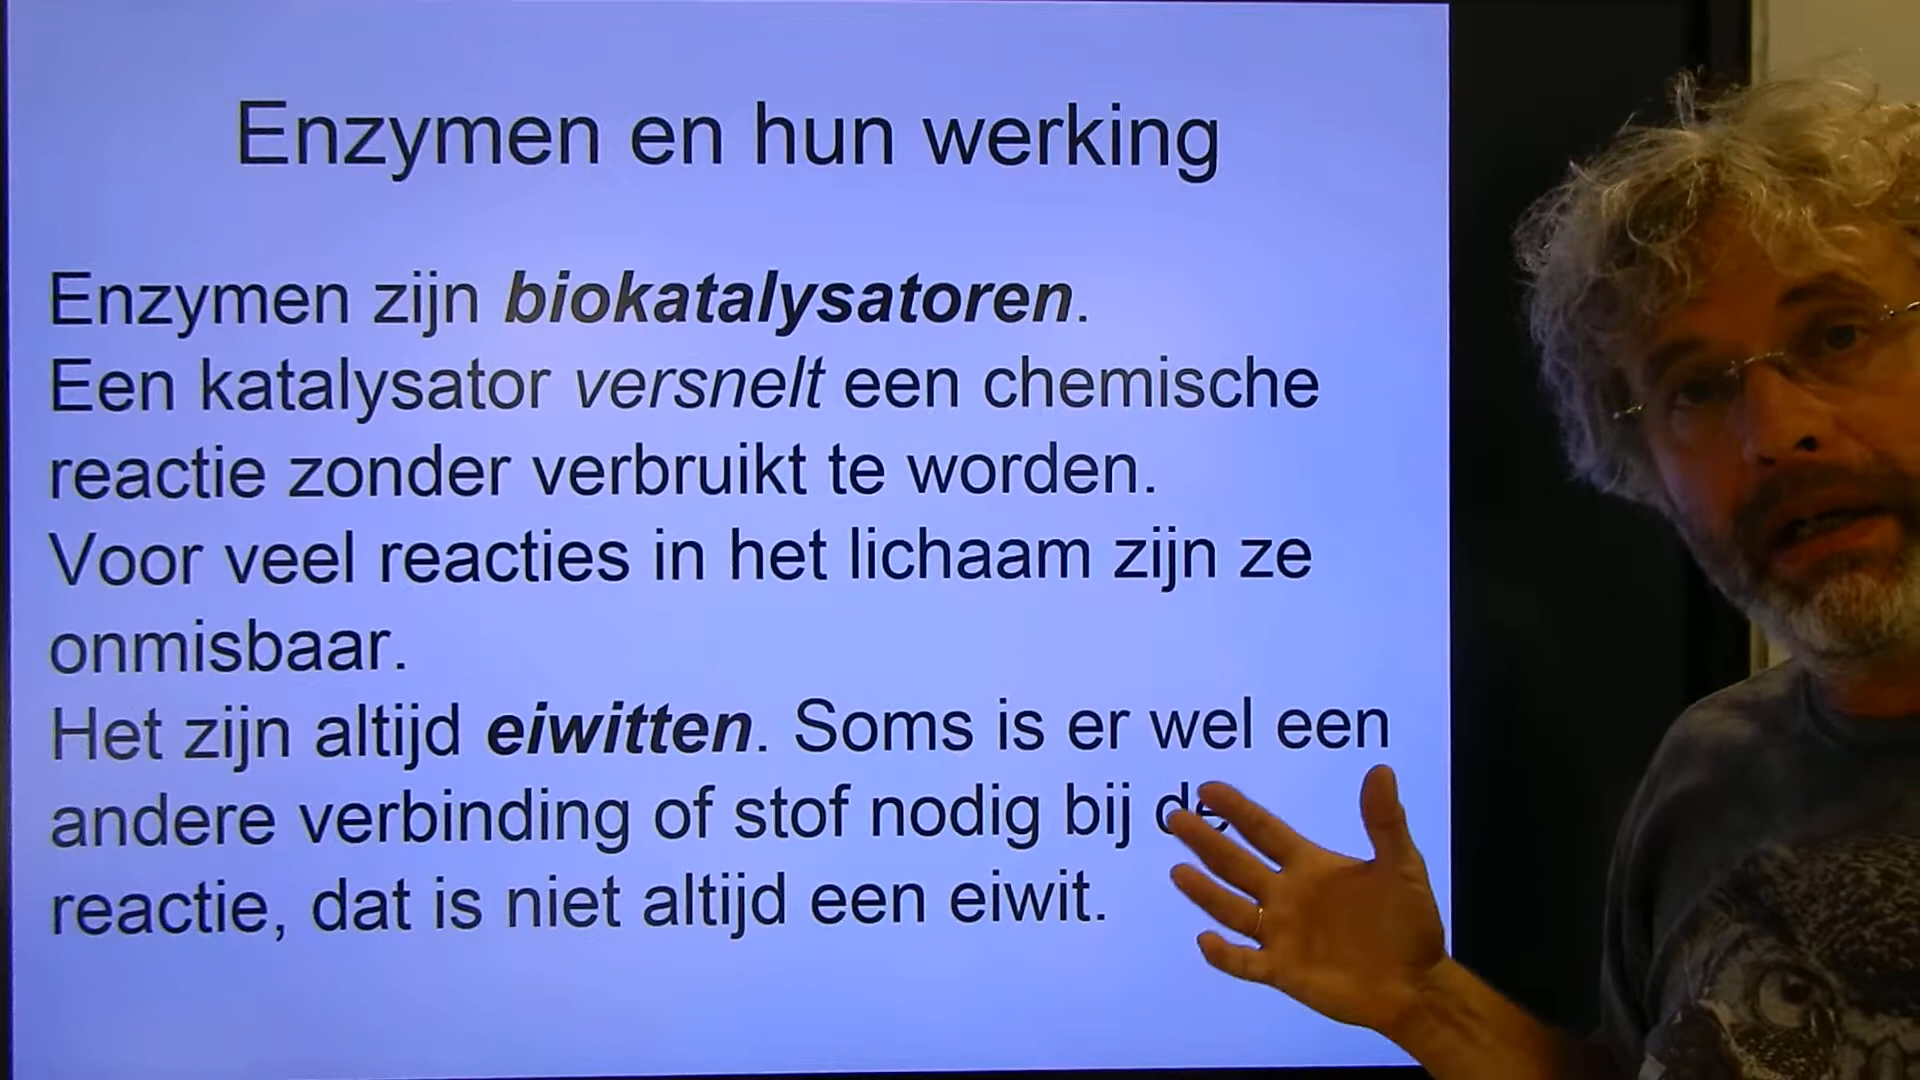 Enzymen en hun werking
Enzymen zijn biokatalysatoren.
Een katalysator versnelt een chemische
reactie zonder verbruikt te worden.
Voor veel reacties in het lichaam zijn ze
onmisbaar.
Het zijn altijd eiwitten. Soms is er wel een
andere verbinding of stof nodig bij de
reactie, dat is niet altijd een eiwit.